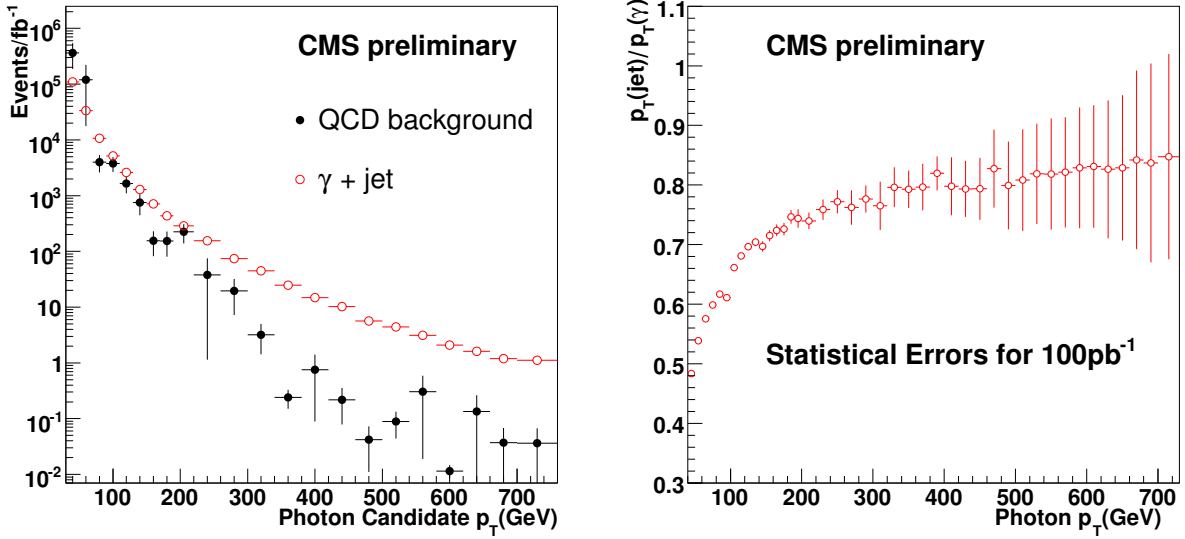 Events/fb⁻¹
10⁶
10⁵
10⁴
10³
10²
10
1
10⁻¹
10⁻²
CMS preliminary
QCD background
γ + jet
100 200 300 400 500 600 700
Photon Candidate p_T(GeV)
p_T(jet)/p_T(γ)
1.1
1
0.9
0.8
0.7
0.6
0.5
0.4
0.3
CMS preliminary
Statistical Errors for 100pb⁻¹
100 200 300 400 500 600 700
Photon p_T(GeV)